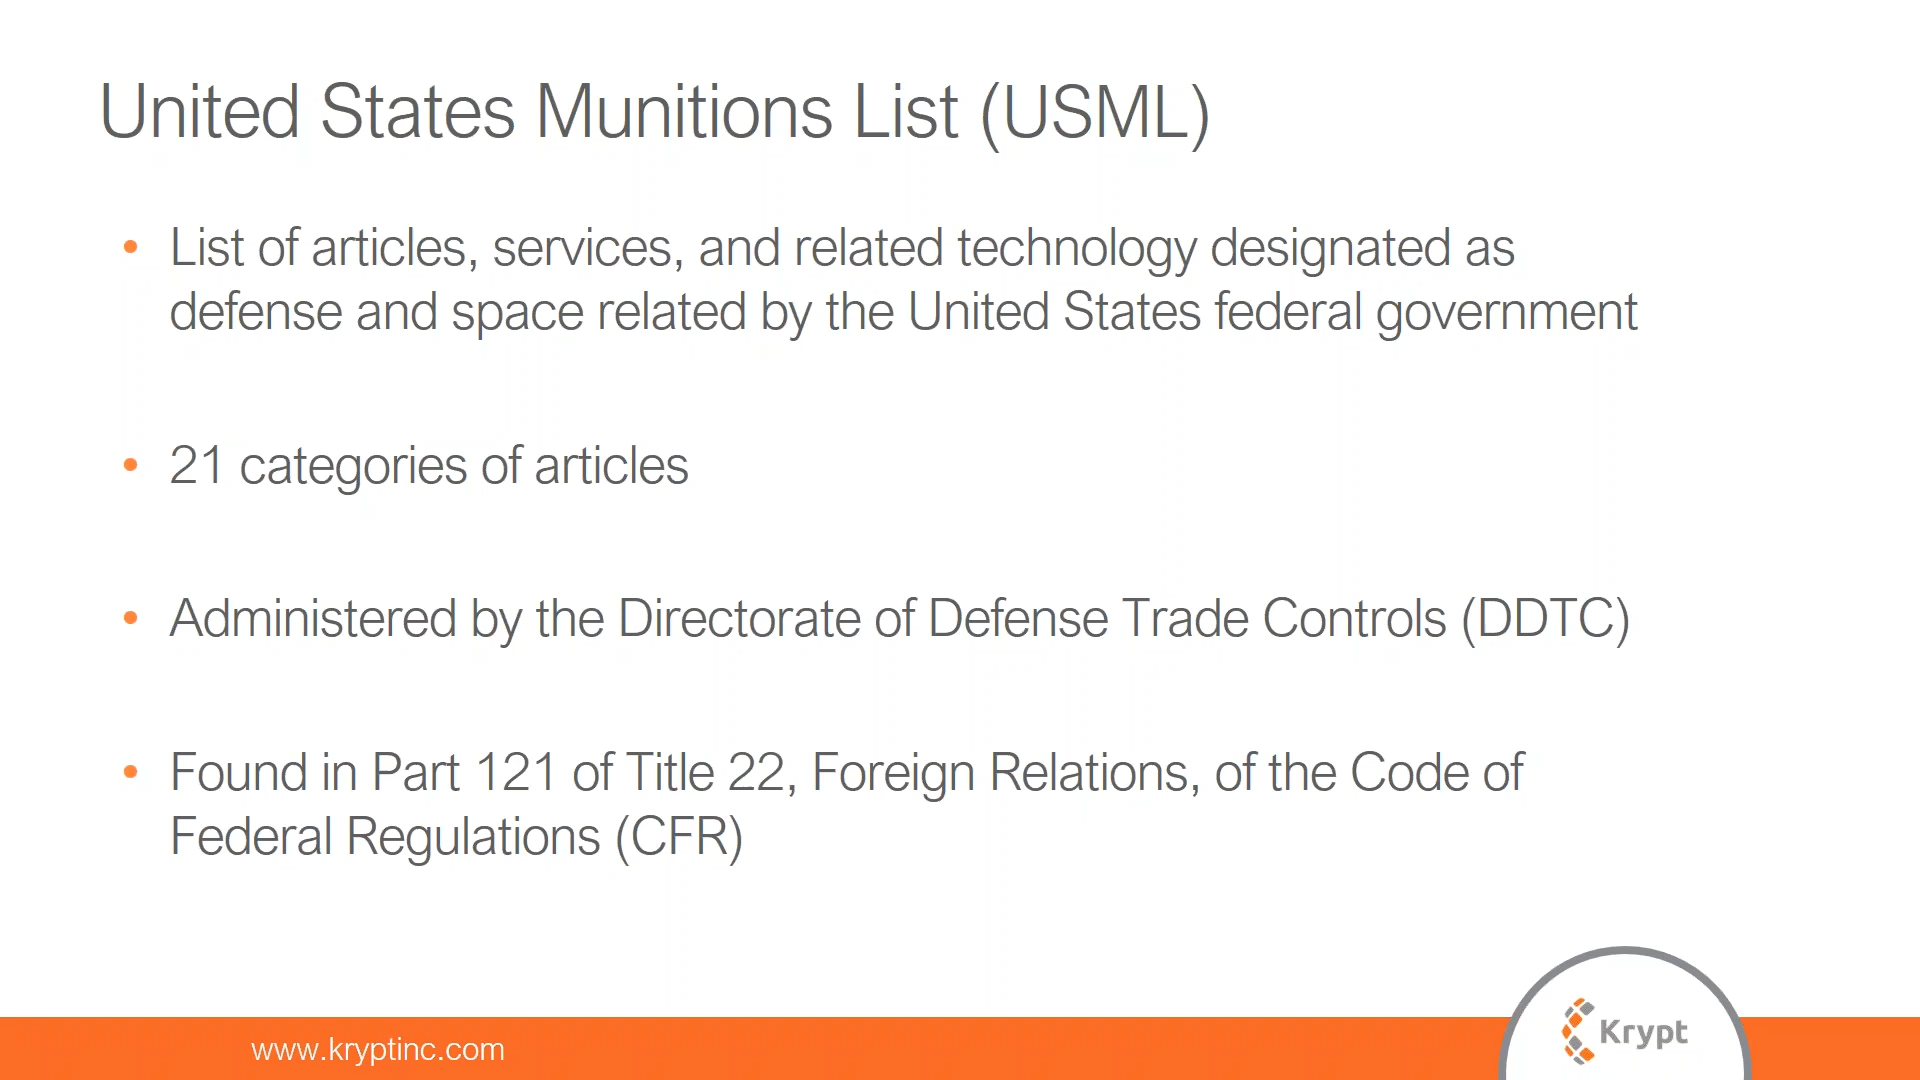 United States Munitions List (USML)
• List of articles, services, and related technology designated as
defense and space related by the United States federal government
• 21 categories of articles
• Administered by the Directorate of Defense Trade Controls (DDTC)
• Found in Part 121 of Title 22, Foreign Relations, of the Code of
Federal Regulations (CFR)
www.kryptinc.com
Krypt